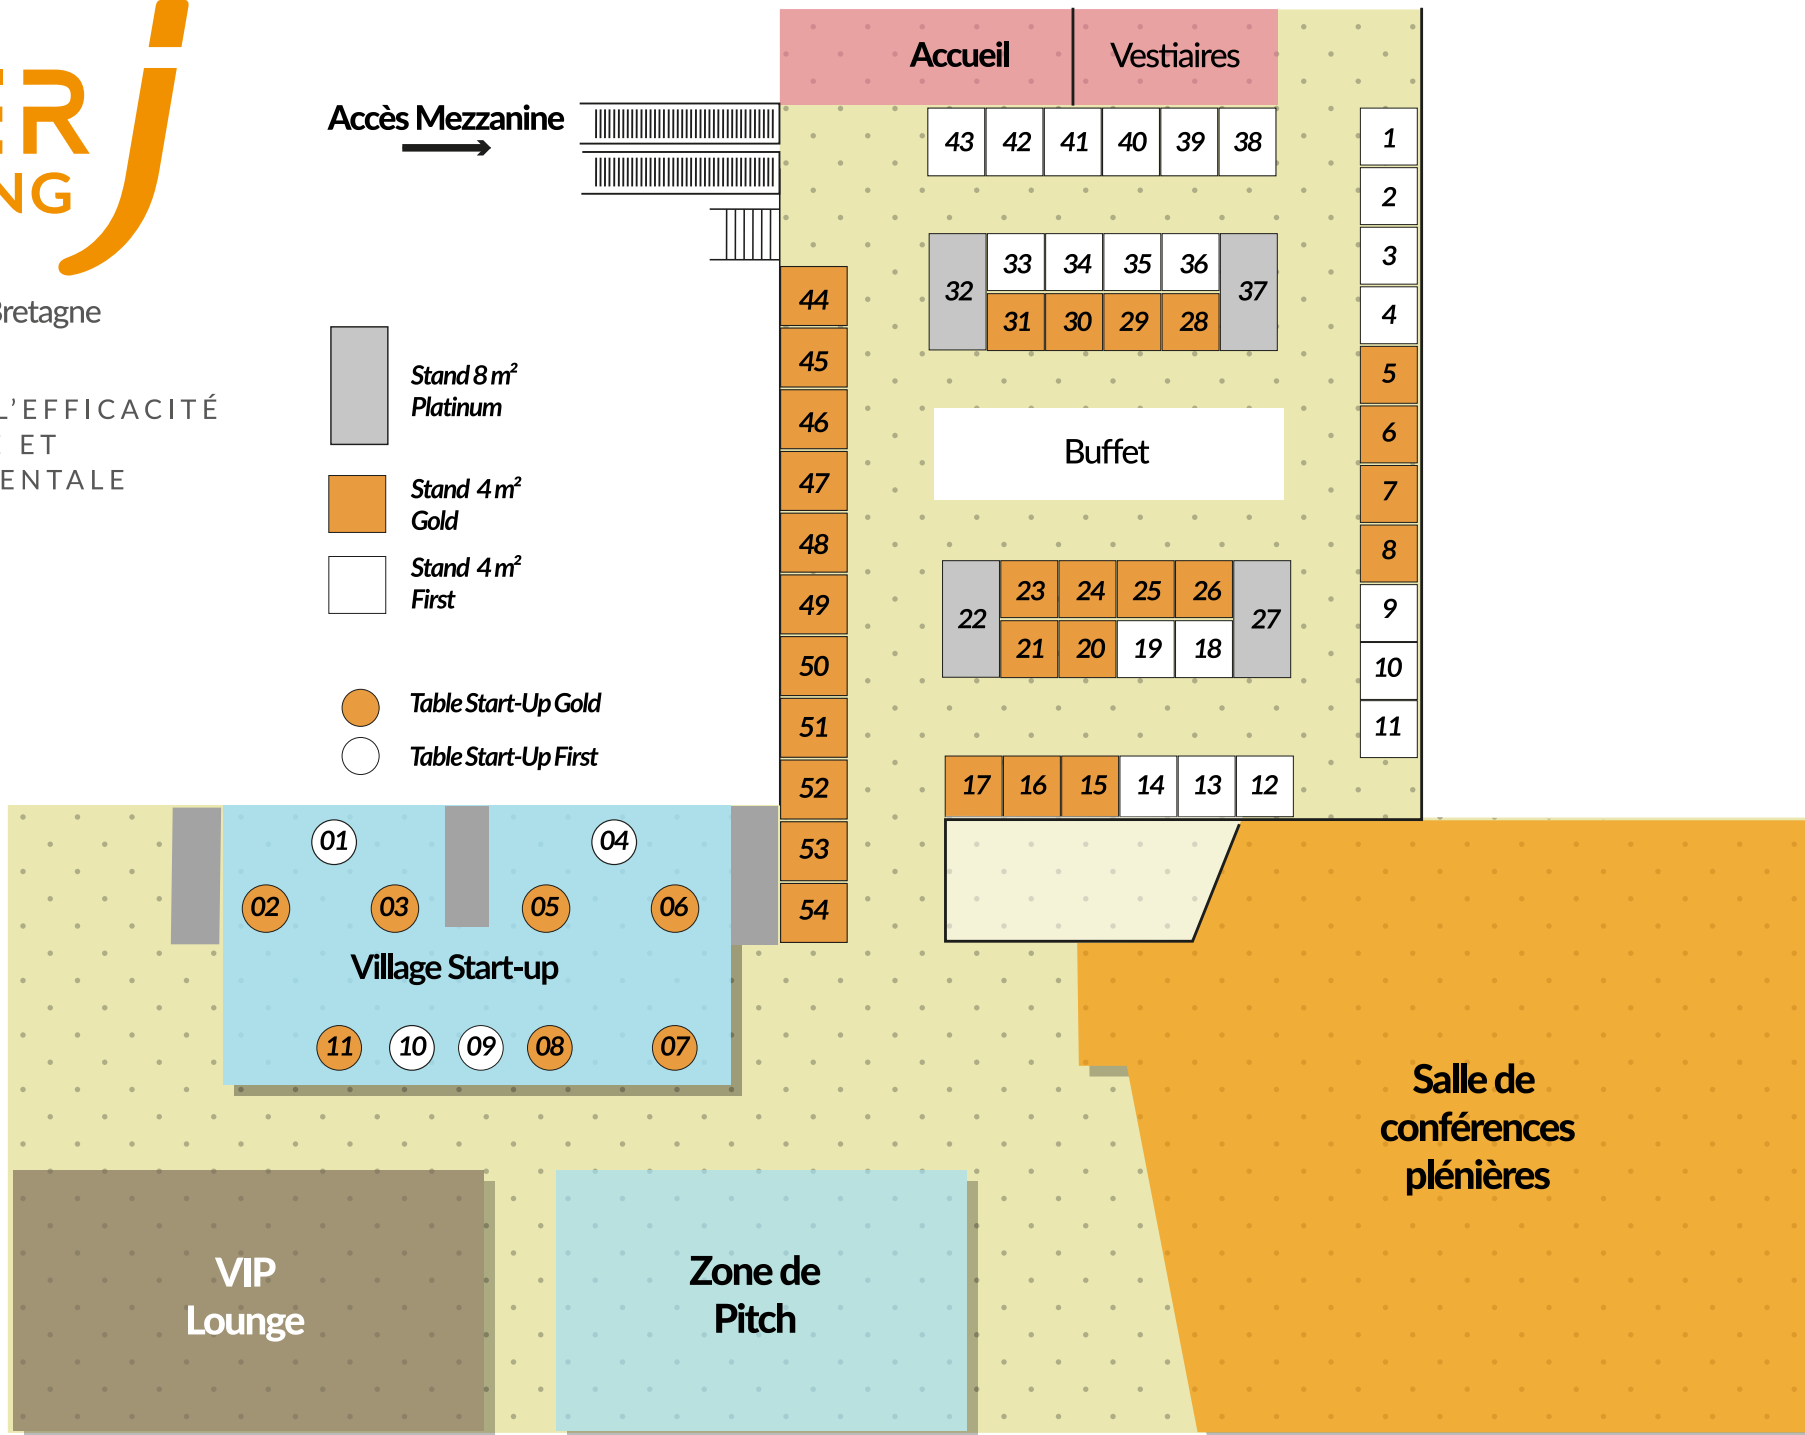 Accueil
Vestiaires
Accès Mezzanine
43 42 41 40 39 38
1
2
3
4
5
6
7
8
9
10
11
32 33 34 35 36 37
31 30 29 28
44
45
46
47
48
49
50
51
52
53
54
Bretagne
L'EFFICACITÉ
ET
ENTALE
Stand 8 m²
Platinum
Stand 4 m²
Gold
Stand 4 m²
First
Table Start-Up Gold
Table Start-Up First
Buffet
22 23 24 25 26 27
21 20 19 18
17 16 15 14 13 12
01 04
02 03 05 06
Village Start-up
11 10 09 08 07
Salle de
conférences
plénières
VIP
Lounge
Zone de
Pitch